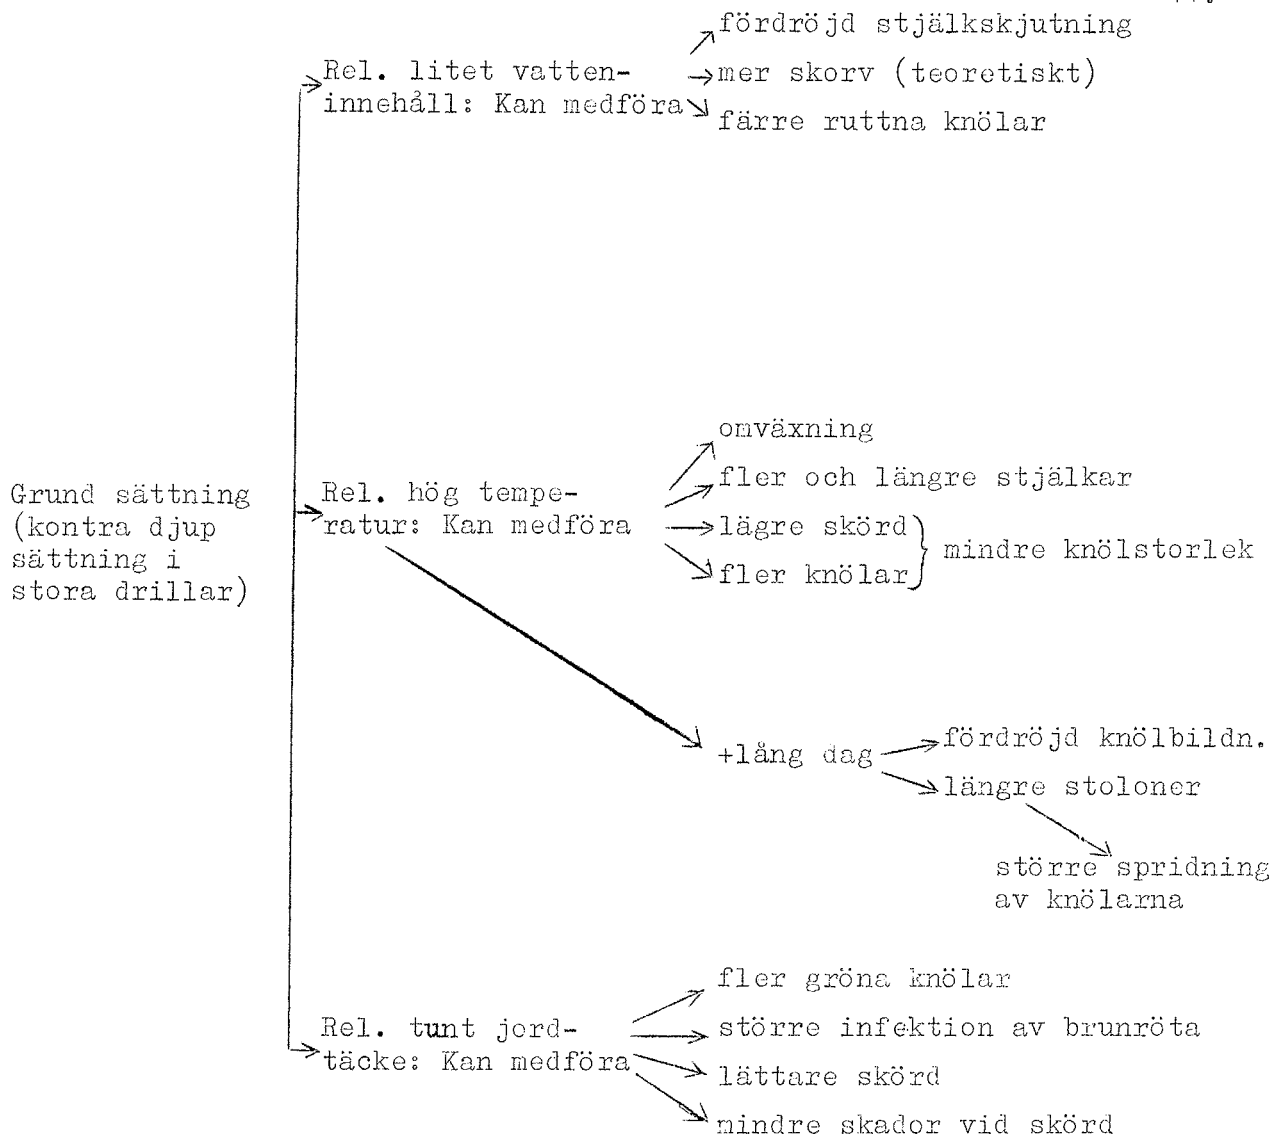 fördröjd stjälkskjutning
Rel. litet vatten-
innehåll: Kan medföra
mer skorv (teoretiskt)
färre ruttna knölar
Grund sättning
(kontra djup
sättning i
stora drillar)
Rel. hög tempe-
ratur: Kan medföra
omväxning
fler och längre stjälkar
lägre skörd
fler knölar
mindre knölstorlek
+lång dag
fördröjd knölbildn.
längre stoloner
större spridning
av knölarna
Rel. tunt jord-
täcke: Kan medföra
fler gröna knölar
större infektion av brunröta
lättare skörd
mindre skador vid skörd